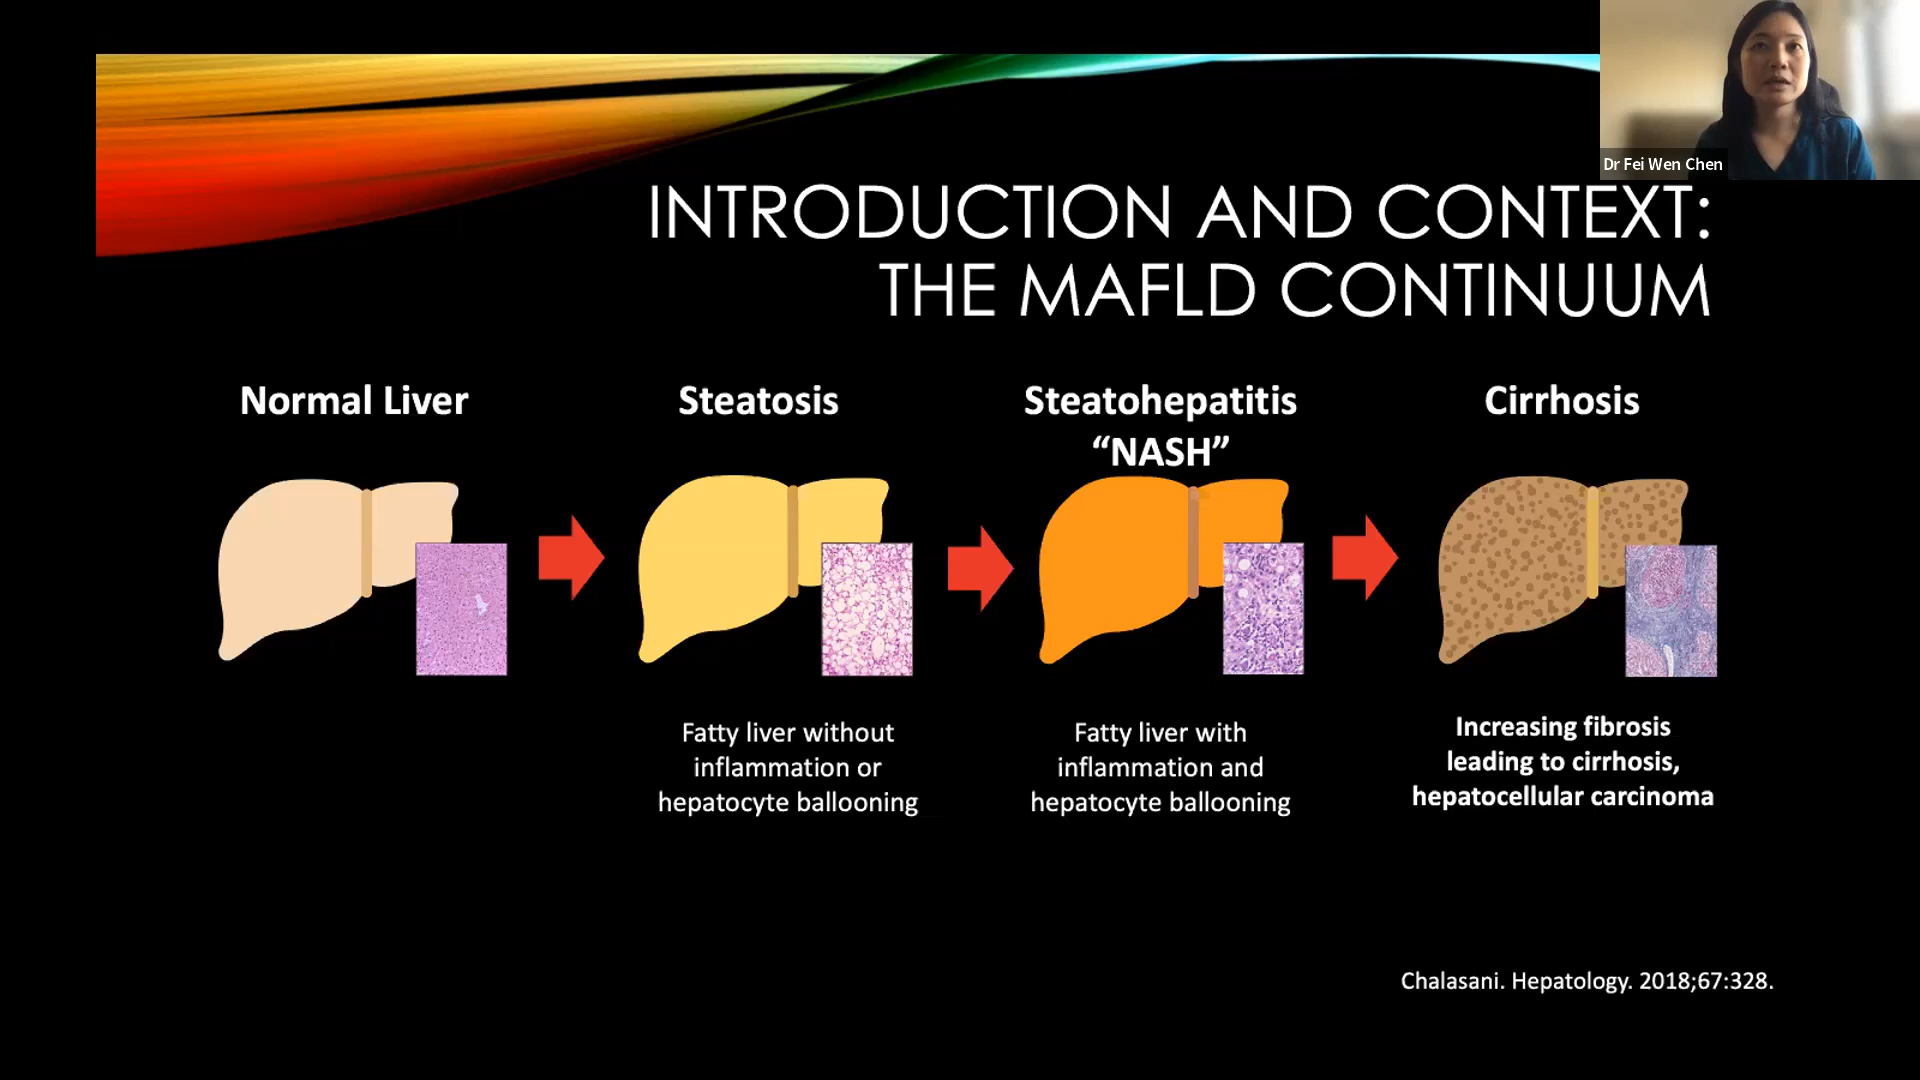 Dr Fei Wen Chen
INTRODUCTION AND CONTEXT:
THE MAFLD CONTINUUM
Normal Liver
Steatosis
Steatohepatitis
“NASH”
Cirrhosis
Fatty liver without
inflammation or
hepatocyte ballooning
Fatty liver with
inflammation and
hepatocyte ballooning
Increasing fibrosis
leading to cirrhosis,
hepatocellular carcinoma
Chalasani. Hepatology. 2018;67:328.